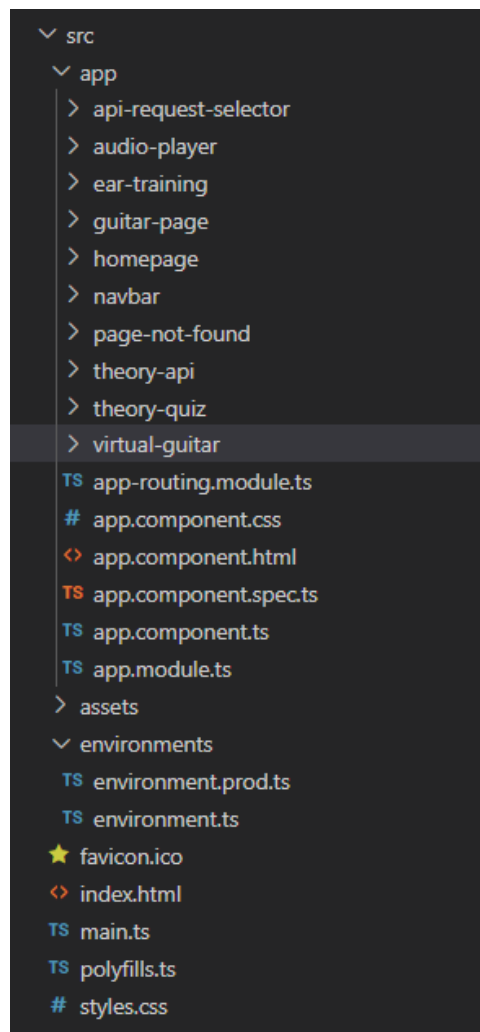 src
app
api-request-selector
audio-player
ear-training
guitar-page
homepage
navbar
page-not-found
theory-api
theory-quiz
virtual-guitar
TS app-routing.module.ts
# app.component.css
<> app.component.html
TS app.component.spec.ts
TS app.component.ts
TS app.module.ts
assets
environments
TS environment.prod.ts
TS environment.ts
favicon.ico
<> index.html
TS main.ts
TS polyfills.ts
# styles.css